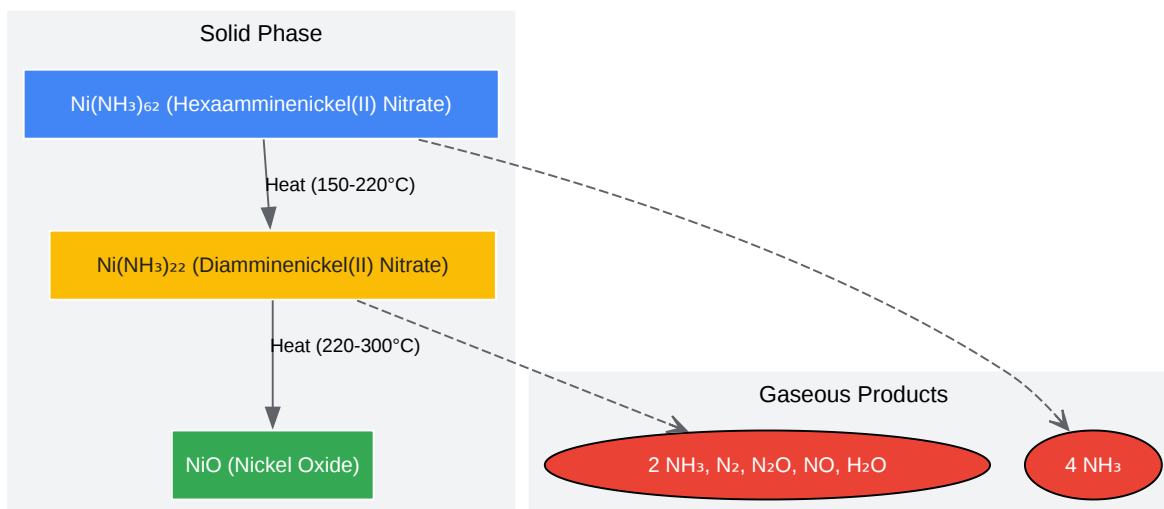 Solid Phase
Ni(NH₃)₆₂ (Hexaamminenickel(II) Nitrate)
Heat (150-220°C)
Ni(NH₃)₂₂ (Diamminenickel(II) Nitrate)
Heat (220-300°C)
Gaseous Products
NiO (Nickel Oxide)
2 NH₃, N₂, N₂O, NO, H₂O
4 NH₃